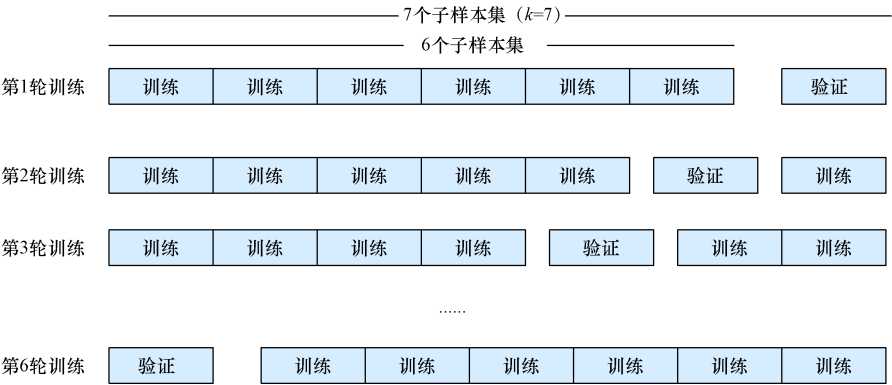 7个子样本集（k=7）
6个子样本集
第1轮训练 训练 训练 训练 训练 训练 训练 验证
第2轮训练 训练 训练 训练 训练 训练 验证 训练
第3轮训练 训练 训练 训练 训练 验证 训练 训练
……
第6轮训练 验证 训练 训练 训练 训练 训练 训练